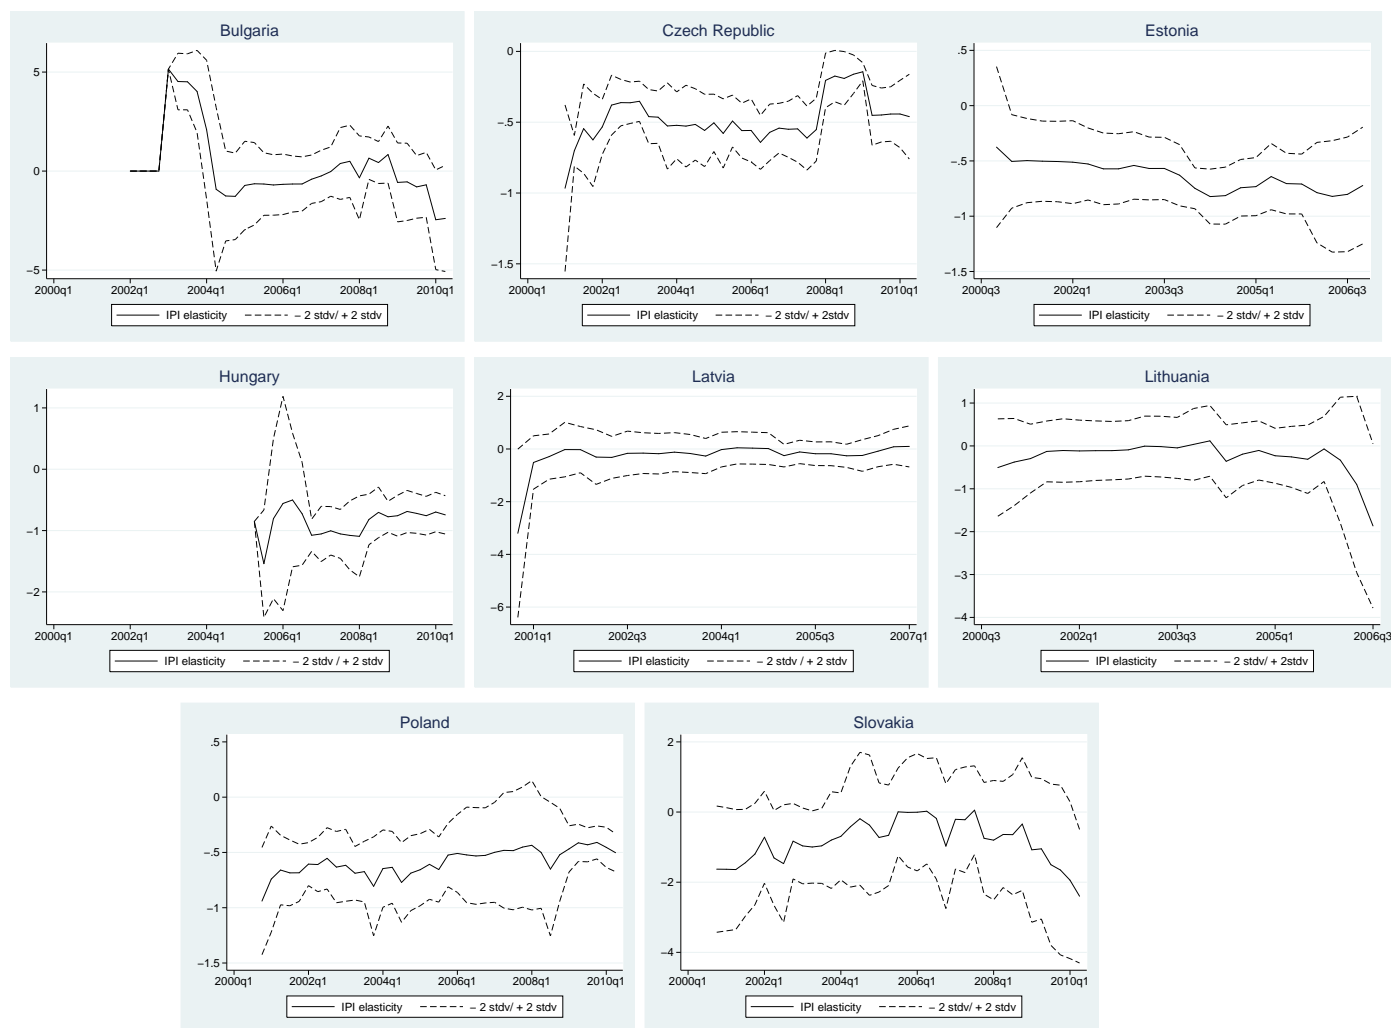 Bulgaria
5
0
−5
2000q1 2002q1 2004q1 2006q1 2008q1 2010q1
IPI elasticity − 2 stdv/ + 2 stdv
Czech Republic
0
−.5
−1
−1.5
2000q1 2002q1 2004q1 2006q1 2008q1 2010q1
IPI elasticity − 2 stdv/ + 2stdv
Estonia
.5
0
−.5
−1
−1.5
2000q3 2002q1 2003q3 2005q1 2006q3
IPI elasticity − 2 stdv/ + 2 stdv
Hungary
1
0
−1
−2
2000q1 2002q1 2004q1 2006q1 2008q1 2010q1
IPI elasticity − 2 stdv/ + 2 stdv
Latvia
2
0
−2
−4
−6
2001q1 2002q3 2004q1 2005q3 2007q1
IPI elasticity − 2 stdv / + 2 stdv
Lithuania
1
0
−1
−2
−3
−4
2000q3 2002q1 2003q3 2005q1 2006q3
IPI elasticity − 2 stdv/ + 2stdv
Poland
.5
0
−.5
−1
−1.5
2000q1 2002q1 2004q1 2006q1 2008q1 2010q1
IPI elasticity − 2 stdv/ + 2 stdv
Slovakia
2
0
−2
−4
2000q1 2002q1 2004q1 2006q1 2008q1 2010q1
IPI elasticity − 2 stdv/ + 2 stdv